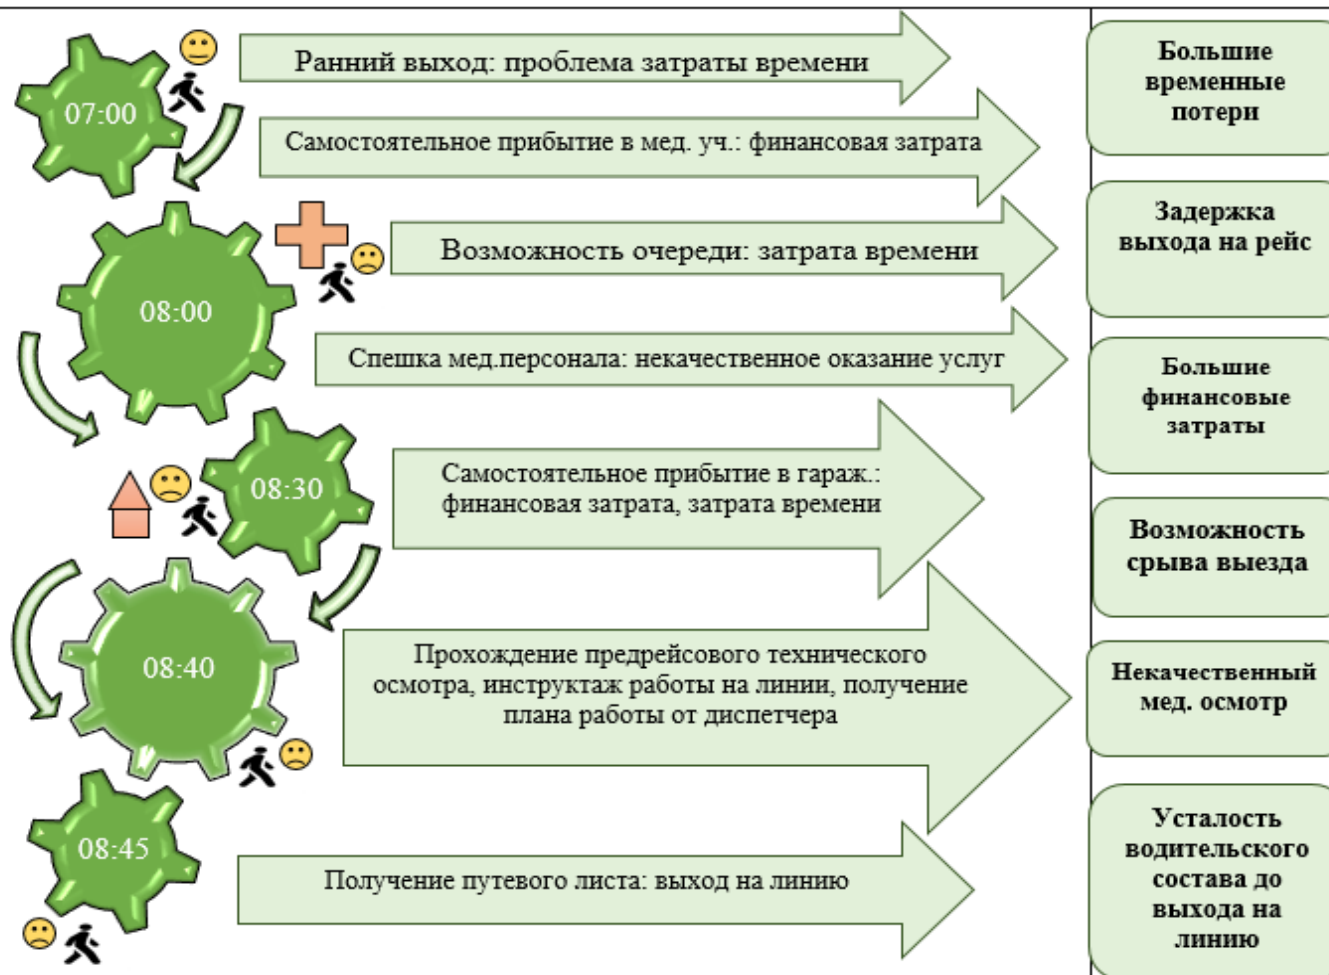 07:00
Ранний выход: проблема затраты времени
Самостоятельное прибытие в мед. уч.: финансовая затрата
08:00
Возможность очереди: затрата времени
Спешка мед.персонала: некачественное оказание услуг
08:30
Самостоятельное прибытие в гараж.:
финансовая затрата, затрата времени
08:40
Прохождение предрейсового технического
осмотра, инструктаж работы на линии, получение
плана работы от диспетчера
08:45
Получение путевого листа: выход на линию
Большие
временные
потери
Задержка
выхода на рейс
Большие
финансовые
затраты
Возможность
срыва выезда
Некачественный
мед. осмотр
Усталость
водительского
состава до
выхода на
линию